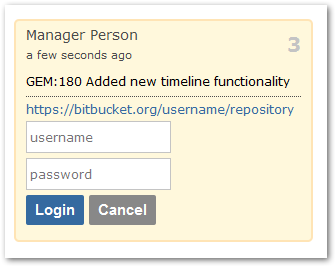 Manager Person
3
a few seconds ago
GEM:180 Added new timeline functionality
https://bitbucket.org/username/repository
username
password
Login Cancel